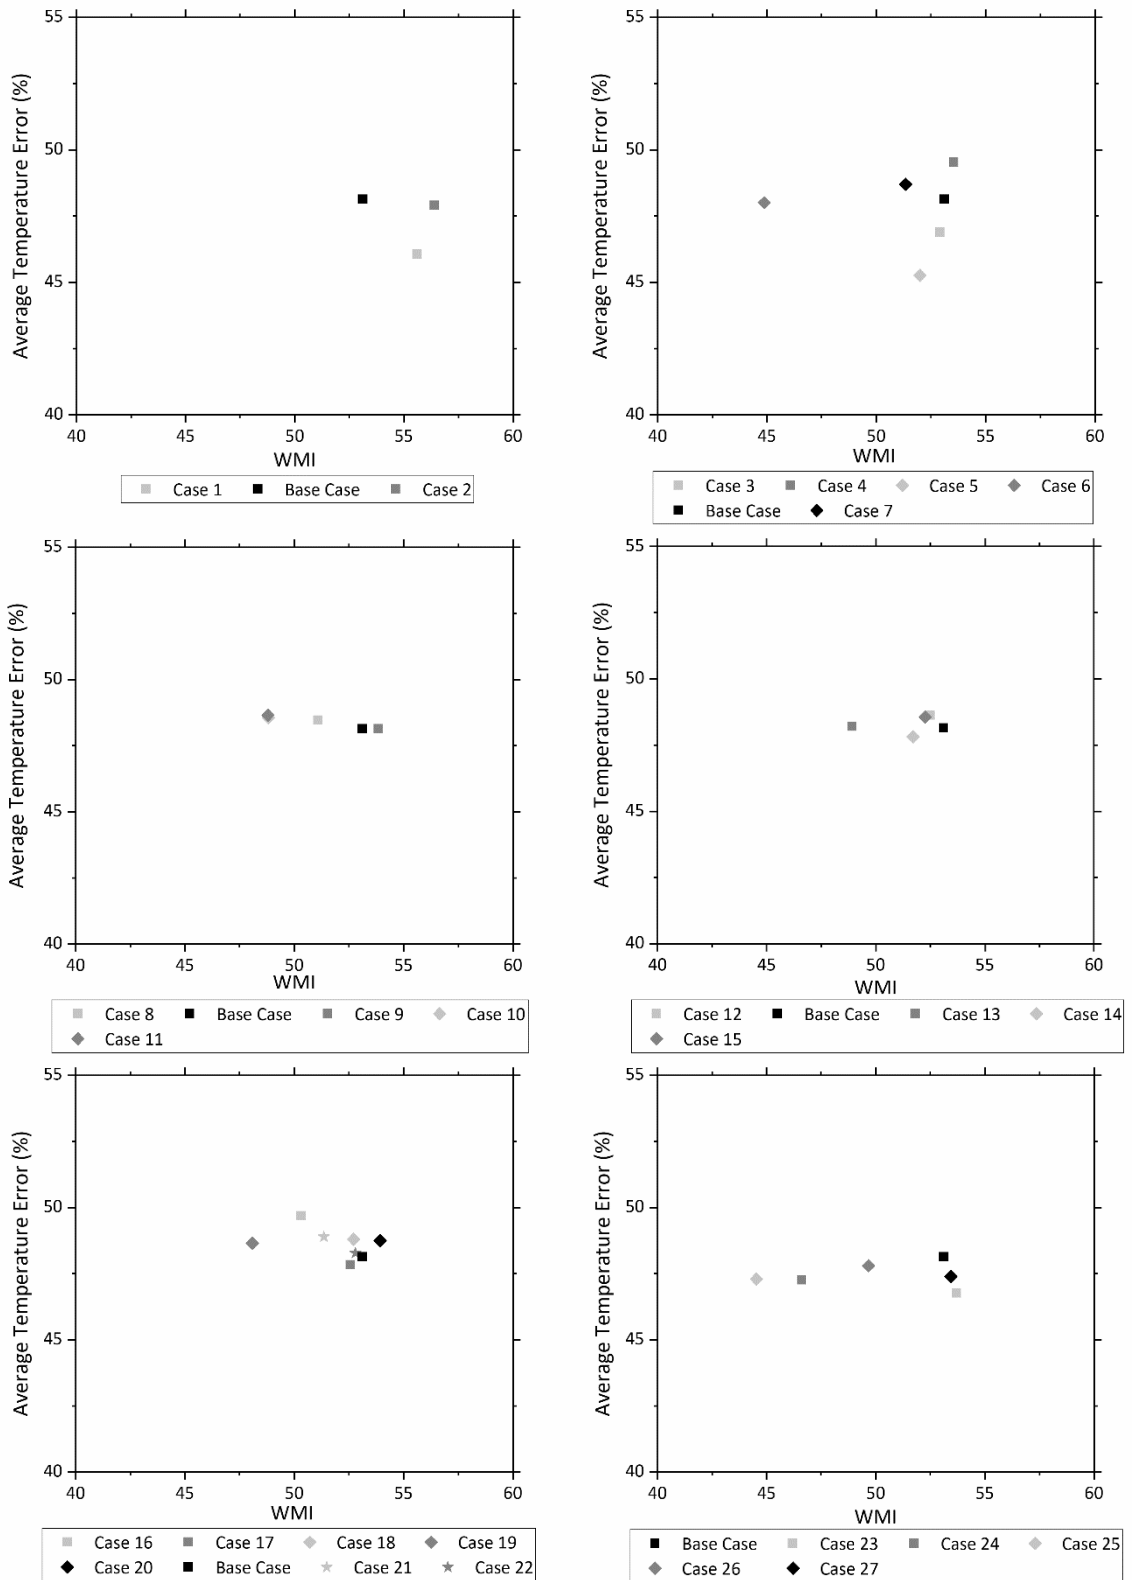 55
50
45
40
Average Temperature Error (%)
40 45 50 55 60
WMI
Case 1 Base Case Case 2
55
50
45
40
Average Temperature Error (%)
40 45 50 55 60
WMI
Case 3 Case 4 Case 5 Case 6
Base Case Case 7
55
50
45
40
Average Temperature Error (%)
40 45 50 55 60
WMI
Case 8 Base Case Case 9 Case 10
Case 11
55
50
45
40
Average Temperature Error (%)
40 45 50 55 60
WMI
Case 12 Base Case Case 13 Case 14
Case 15
55
50
45
40
Average Temperature Error (%)
40 45 50 55 60
WMI
Case 16 Case 17 Case 18 Case 19
Case 20 Base Case Case 21 Case 22
55
50
45
40
Average Temperature Error (%)
40 45 50 55 60
WMI
Base Case Case 23 Case 24 Case 25
Case 26 Case 27